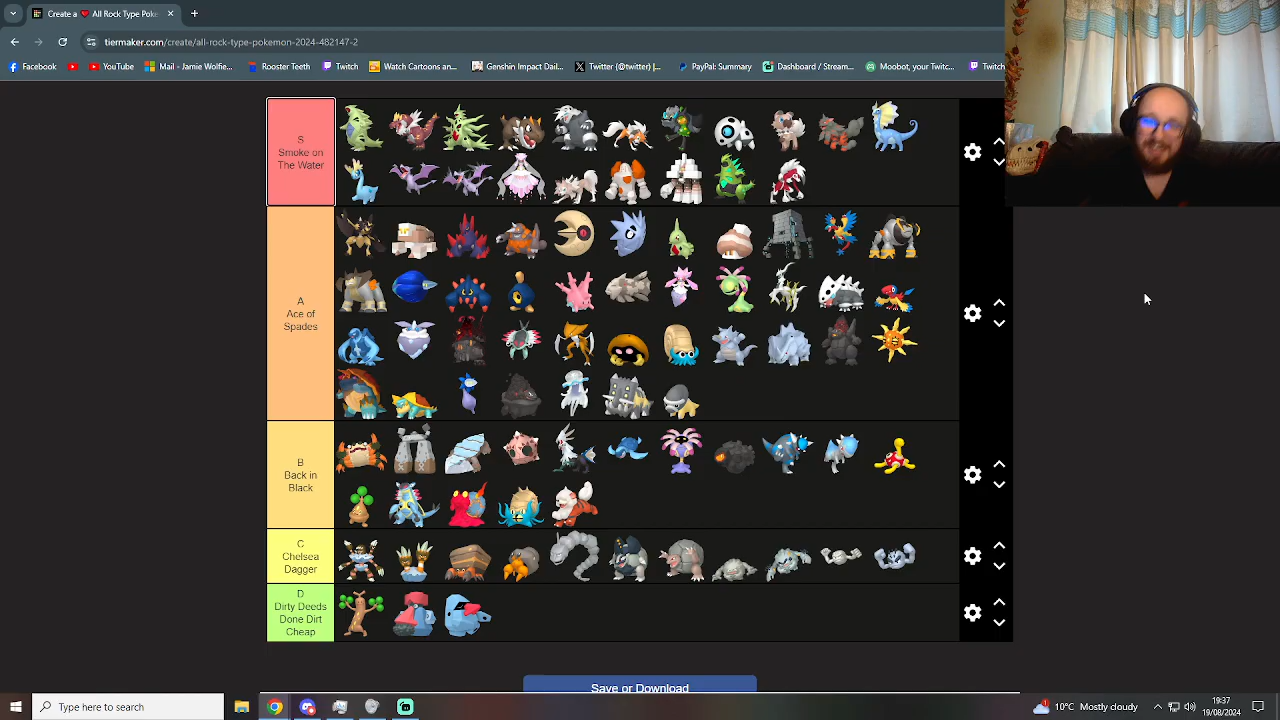 Create a ❤️ All Rock Type Poke
tiermaker.com/create/all-rock-type-pokemon-2024-482147-2
Facebook
YouTube
Mail - Jamie Wolfie...
Rooster Teeth
Twitch
Watch Cartoons an...
Genshin Impact Dail...
Twitter (@twitter) |...
PayPal: Summary
Dashboard / Stream...
Moobot, your Twitc...
Twitch
S
Smoke on
The Water
A
Ace of
Spades
B
Back in
Black
C
Chelsea
Dagger
D
Dirty Deeds
Done Dirt
Cheap
Save or Download
Type here to search
10°C Mostly cloudy
19:37
19/08/2024